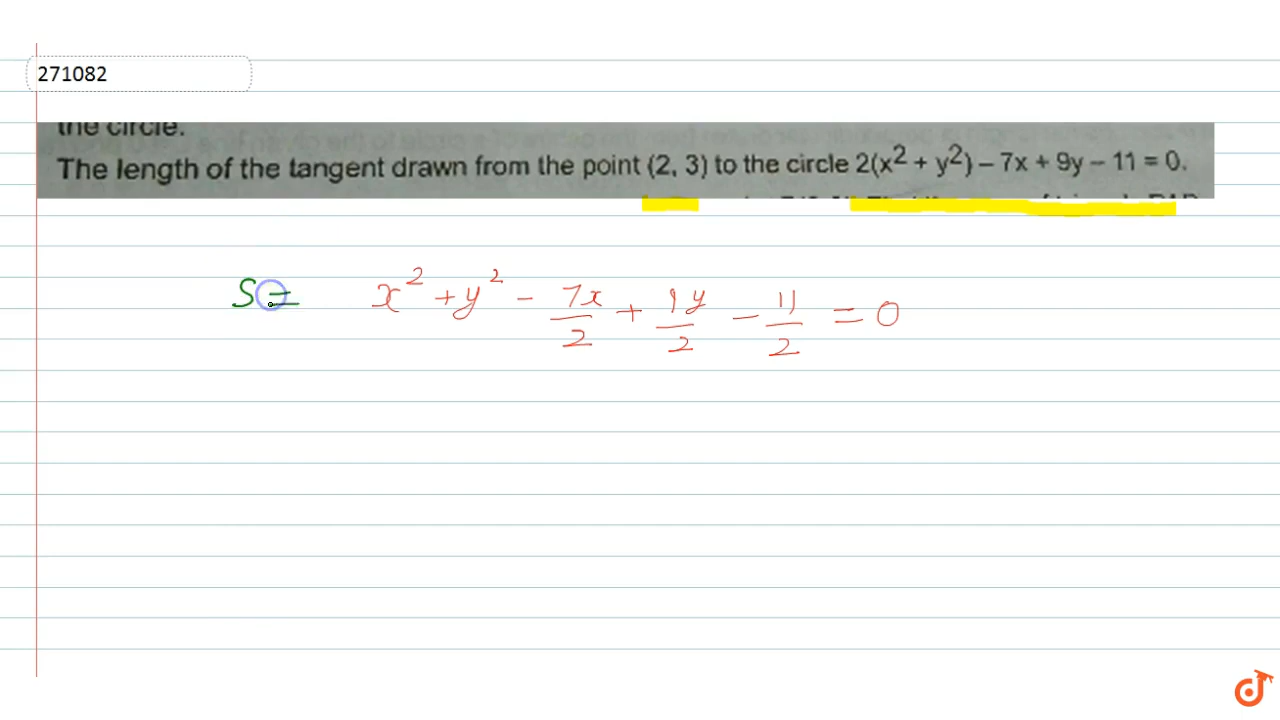 271082
the circle.
The length of the tangent drawn from the point (2, 3) to the circle 2(x² + y²) – 7x + 9y – 11 = 0.
S = x² + y² - 7x/2 + 9y/2 - 11/2 = 0